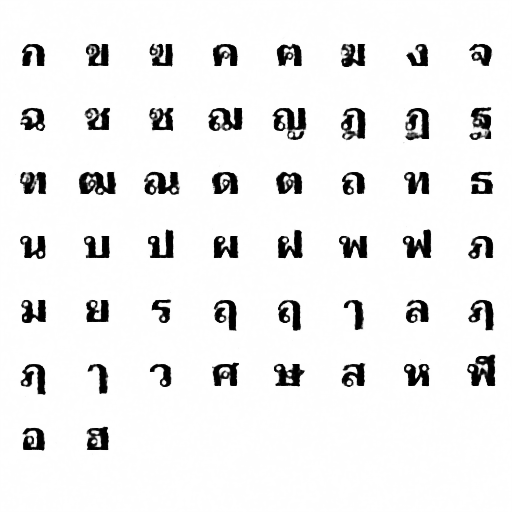 ก ข ฃ ค ฅ ฆ ง จ
ฉ ช ซ ฌ ญ ฎ ฏ ฐ
ฑ ฒ ณ ด ต ถ ท ธ
น บ ป ผ ฝ พ ฟ ภ
ม ย ร ฤ ฤ ๅ ล ฦ
ฦ ๅ ว ศ ษ ส ห ฬ
อ ฮ